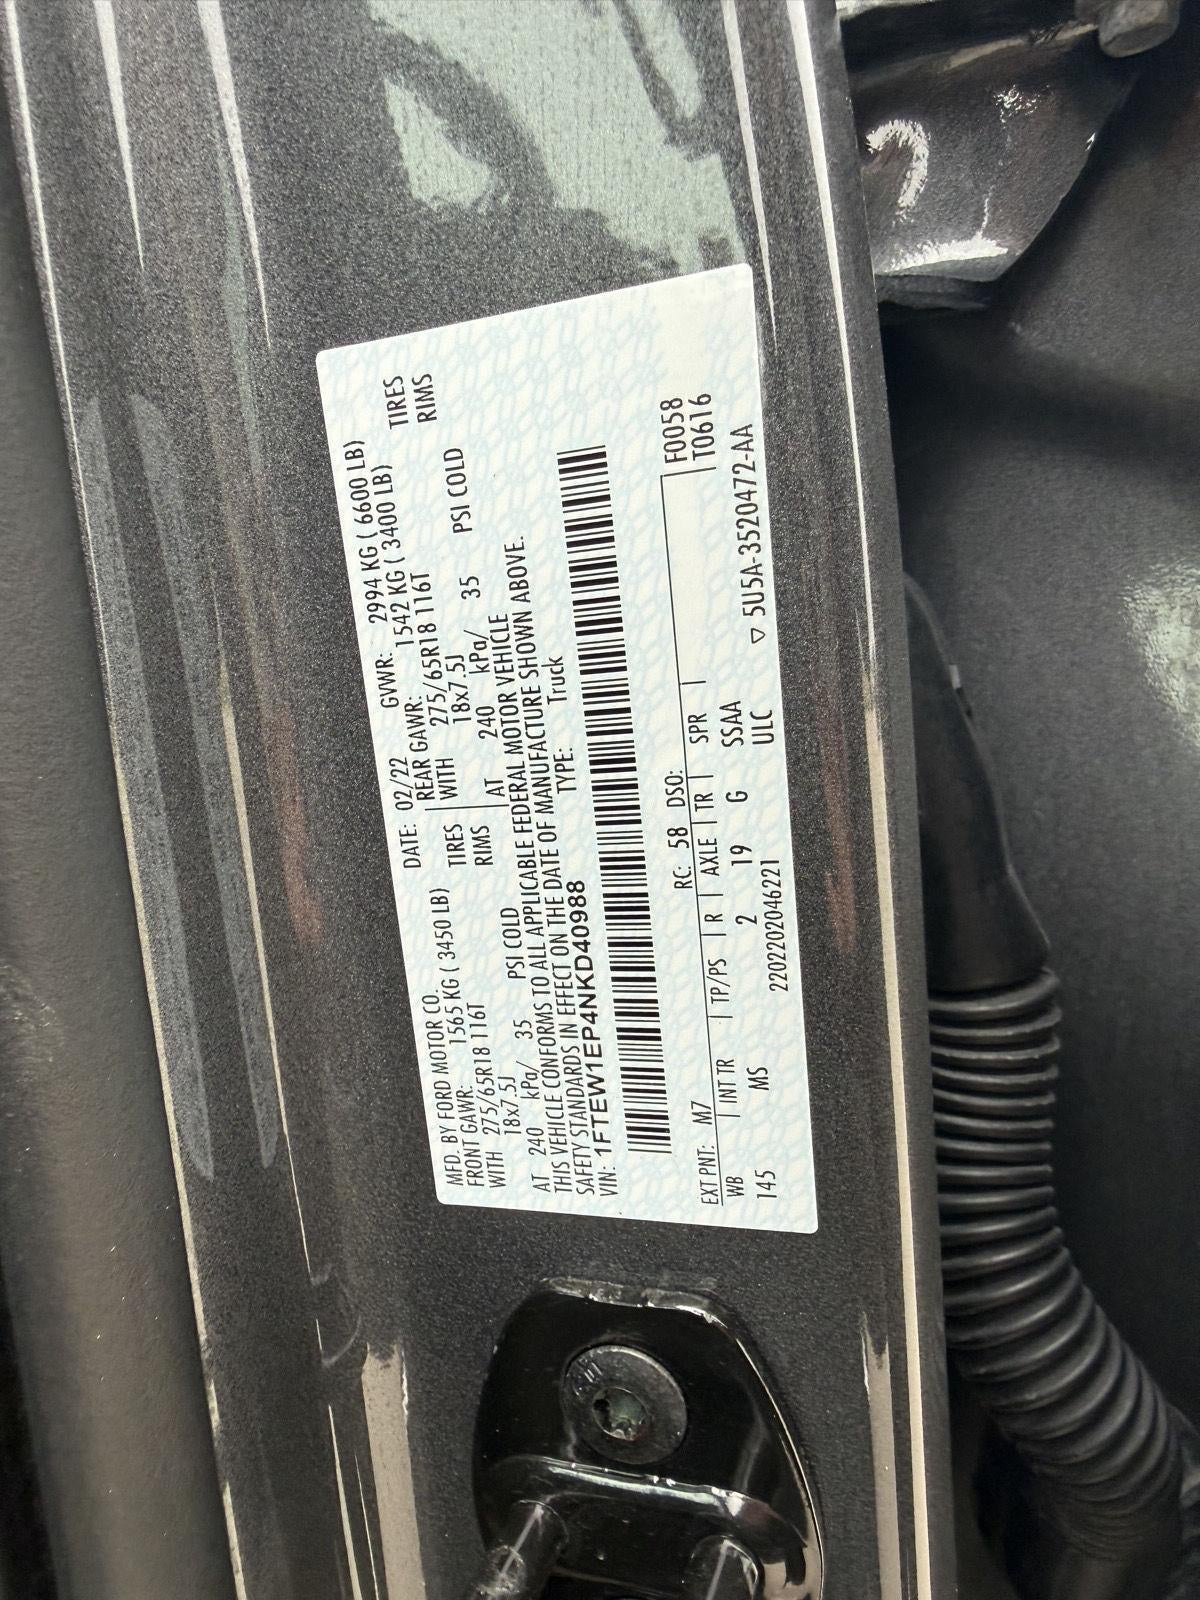 MFD. BY FORD MOTOR CO.
DATE: 02/22 GVWR: 2994 KG ( 6600 LB)
FRONT GAWR: 1565 KG ( 3450 LB) REAR GAWR: 1542 KG ( 3400 LB)
WITH 275/65R18 116T TIRES WITH 275/65R18 116T TIRES
18x7.5J RIMS 18x7.5J RIMS
AT 240 kPa/ 35 PSI COLD AT 240 kPa/ 35 PSI COLD
THIS VEHICLE CONFORMS TO ALL APPLICABLE FEDERAL MOTOR VEHICLE
SAFETY STANDARDS IN EFFECT ON THE DATE OF MANUFACTURE SHOWN ABOVE.
VIN: 1FTEW1EP4NKD40988 TYPE: Truck
EXT PNT: M7 RC: 58 DSO: F0058
WB INT TR TP/PS R AXLE TR SPR T0616
145 MS 2 19 G SSAA
2202202046221 ULC ▽ 5U5A-3520472-AA